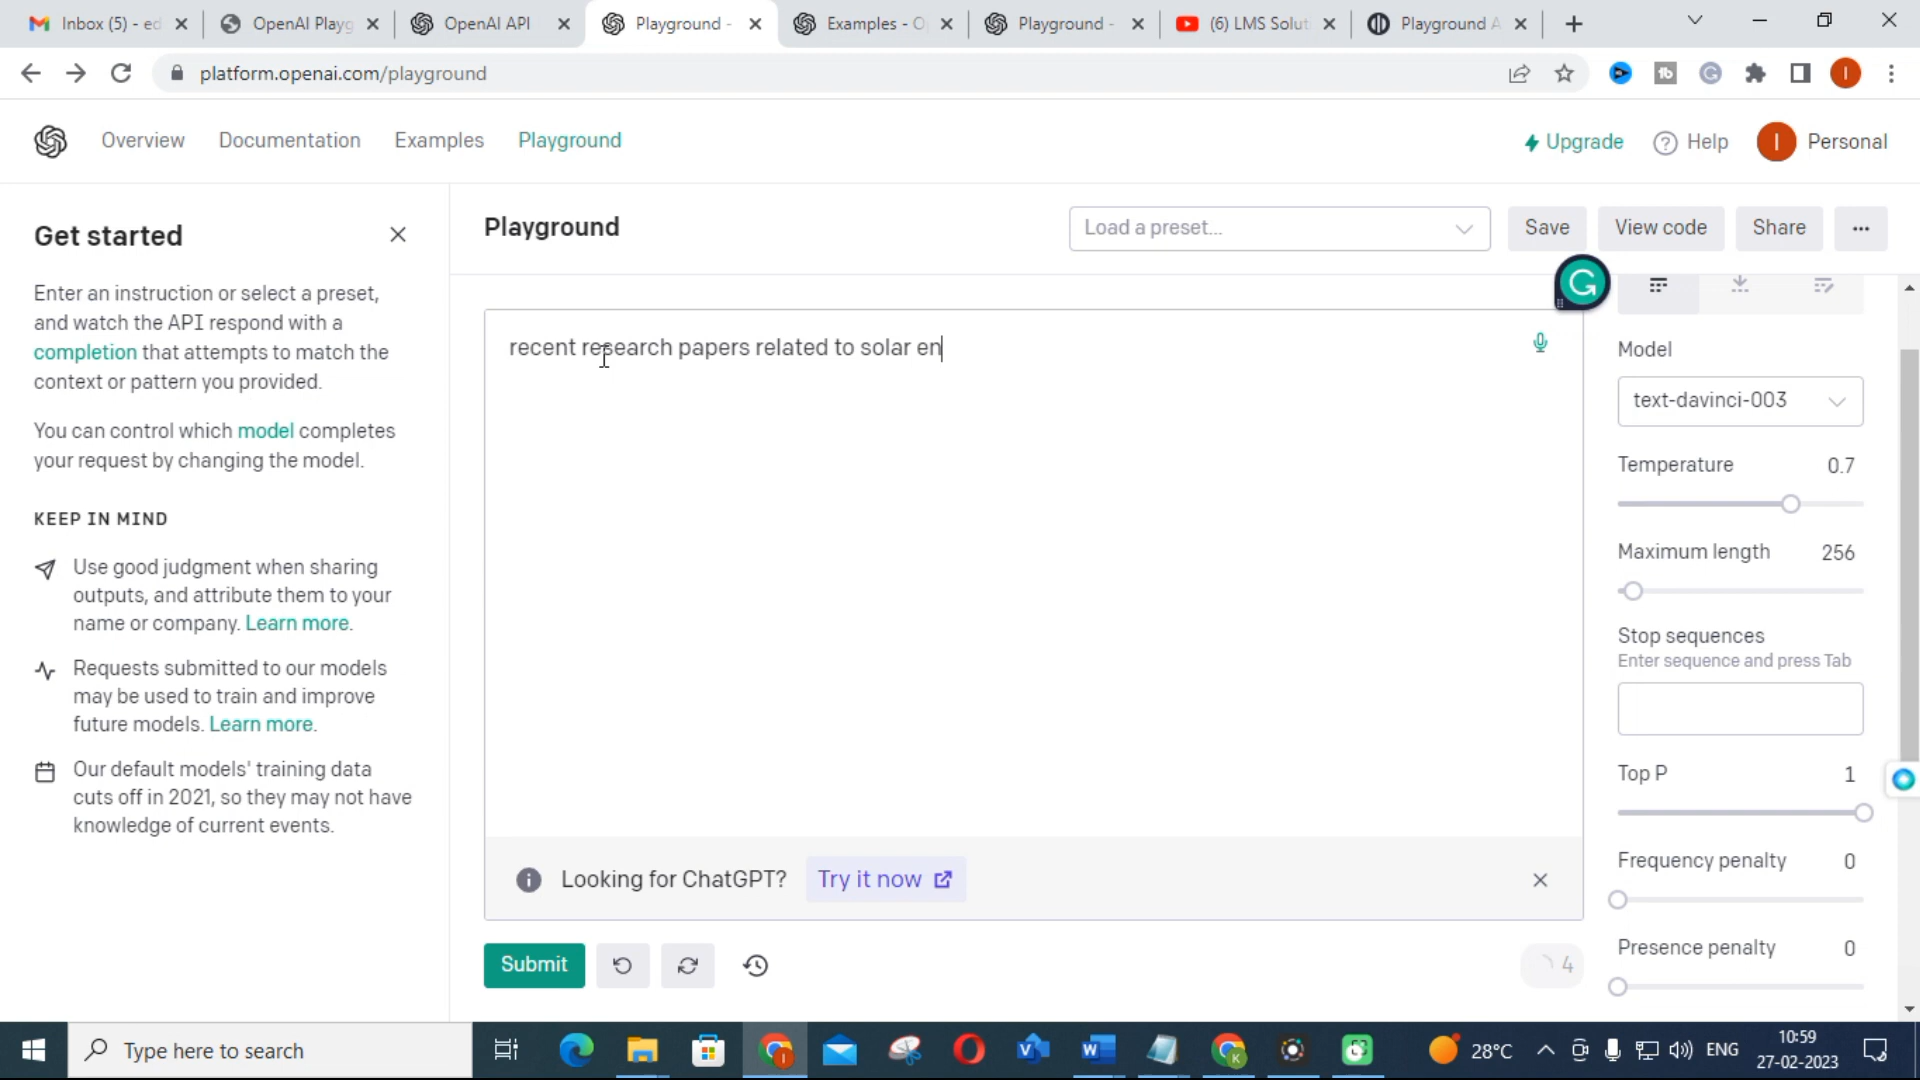 Inbox (5) - ed
OpenAI Playg
OpenAI API
Playground -
Examples - O
Playground -
(6) LMS Solut
Playground A
platform.openai.com/playground
Overview
Documentation
Examples
Playground
Upgrade
Help
I
Personal
Get started
Enter an instruction or select a preset,
and watch the API respond with a
completion that attempts to match the
context or pattern you provided.
You can control which model completes
your request by changing the model.
KEEP IN MIND
Use good judgment when sharing
outputs, and attribute them to your
name or company. Learn more.
Requests submitted to our models
may be used to train and improve
future models. Learn more.
Our default models' training data
cuts off in 2021, so they may not have
knowledge of current events.
Playground
Load a preset...
Save
View code
Share
recent research papers related to solar en
Looking for ChatGPT? Try it now
Submit
4
Model
text-davinci-003
Temperature 0.7
Maximum length 256
Stop sequences
Enter sequence and press Tab
Top P 1
Frequency penalty 0
Presence penalty 0
Type here to search
28°C
ENG
10:59
27-02-2023